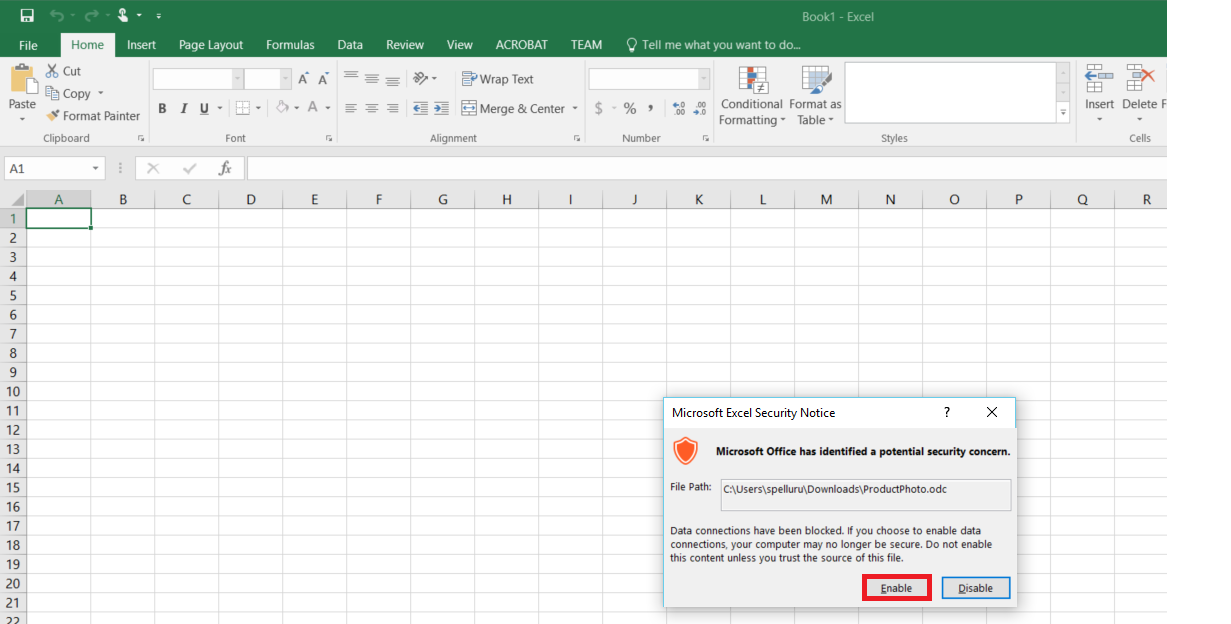 Book1 - Excel
File Home Insert Page Layout Formulas Data Review View ACROBAT TEAM Tell me what you want to do...
Paste
Cut
Copy
Format Painter
Clipboard
B I U
A A
A
Font
Wrap Text
Merge & Center
Alignment
$ % ,
Number
Conditional
Formatting
Format as
Table
Styles
Insert
Delete
F
Cells
A1
fx
A B C D E F G H I J K L M N O P Q R
1
2
3
4
5
6
7
8
9
10
11
12
13
14
15
16
17
18
19
20
21
22
Microsoft Excel Security Notice ?
Microsoft Office has identified a potential security concern.
File Path: C:\Users\spelluru\Downloads\ProductPhoto.odc
Data connections have been blocked. If you choose to enable data
connections, your computer may no longer be secure. Do not enable
this content unless you trust the source of this file.
Enable Disable